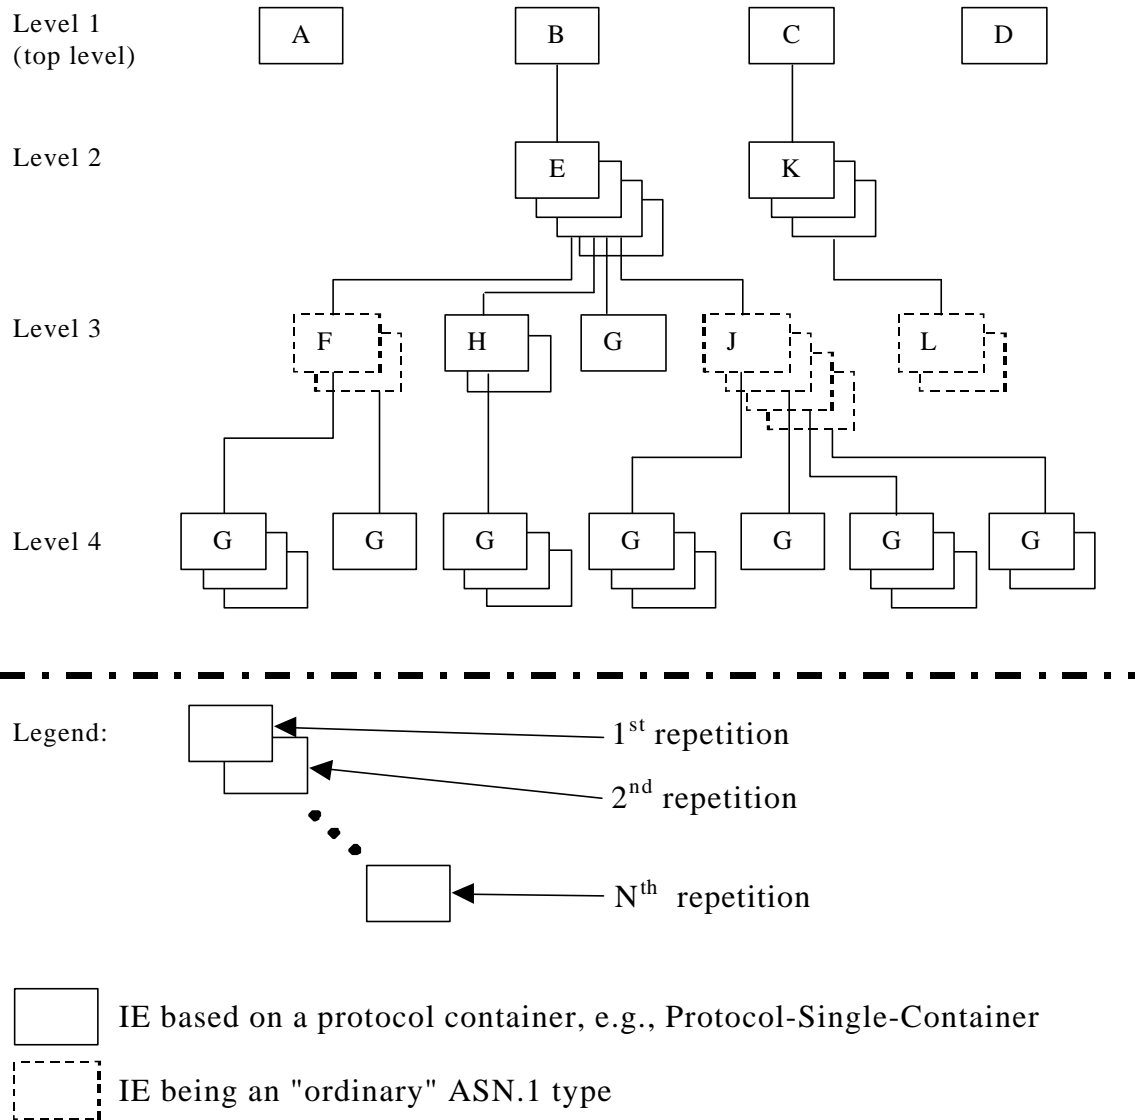 Level 1
(top level)
A B C D
Level 2
E K
Level 3
F H G J L
Level 4
G G G G G G G
Legend:
1st repetition
2nd repetition
Nth repetition
IE based on a protocol container, e.g., Protocol-Single-Container
IE being an "ordinary" ASN.1 type